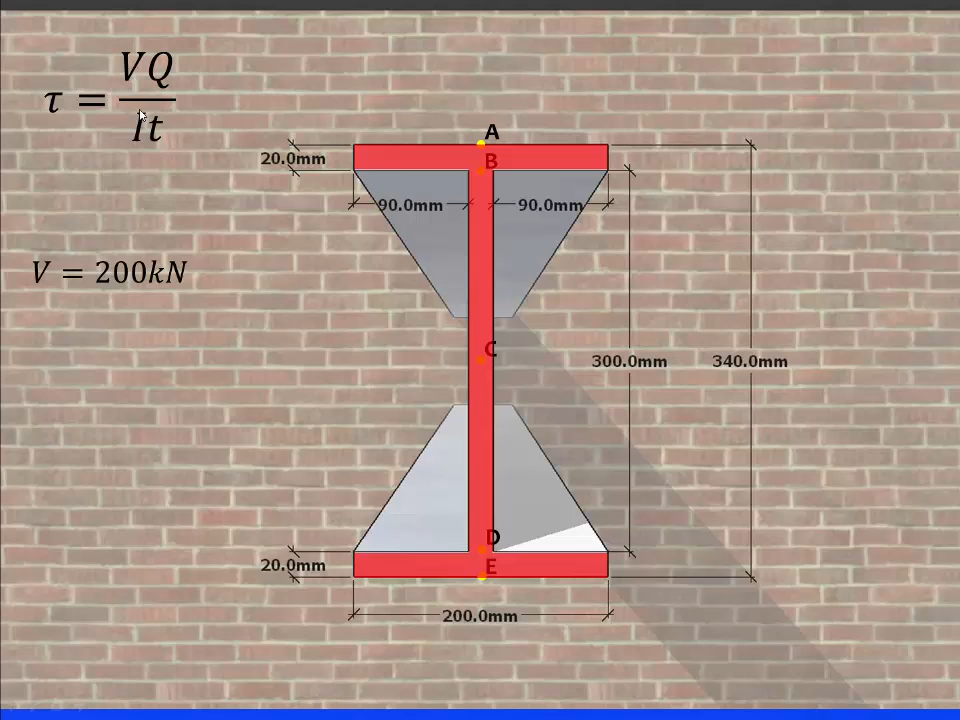 τ = VQ / It
A
20.0mm
B
90.0mm
90.0mm
V = 200kN
C
300.0mm
340.0mm
D
20.0mm
E
200.0mm